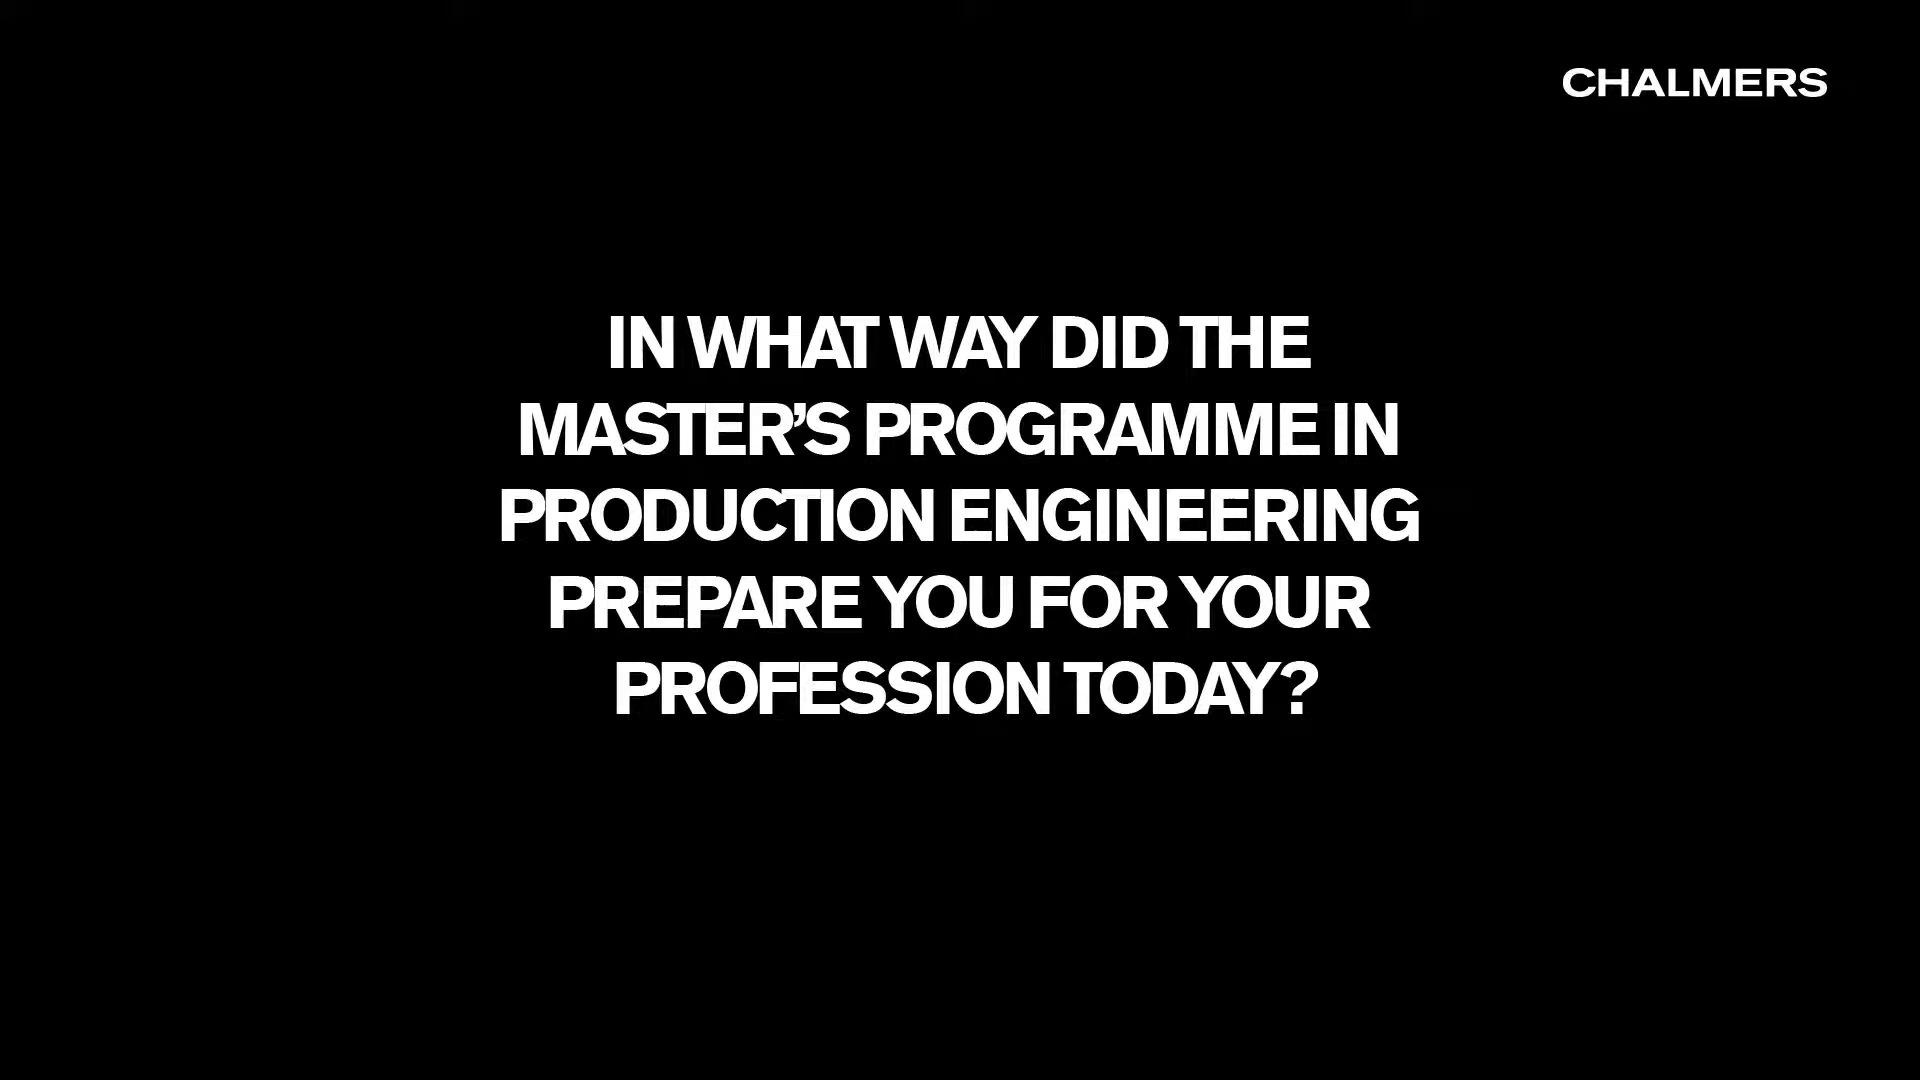 CHALMERS
IN WHAT WAY DID THE
MASTER’S PROGRAMME IN
PRODUCTION ENGINEERING
PREPARE YOU FOR YOUR
PROFESSION TODAY?